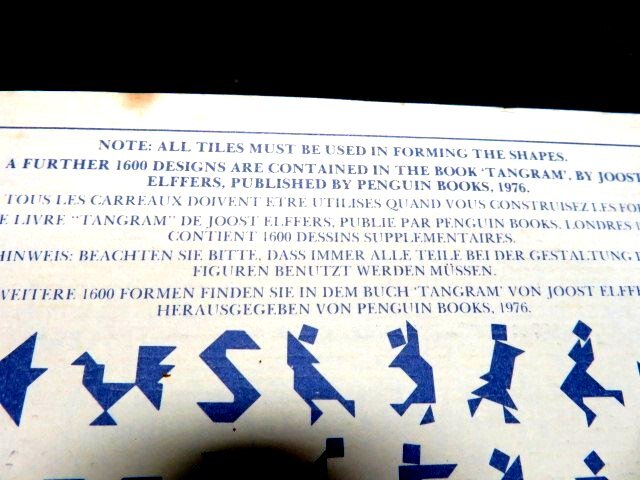 NOTE: ALL TILES MUST BE USED IN FORMING THE SHAPES.
A FURTHER 1600 DESIGNS ARE CONTAINED IN THE BOOK 'TANGRAM', BY JOOST
ELFFERS, PUBLISHED BY PENGUIN BOOKS, 1976.
TOUS LES CARREAUX DOIVENT ETRE UTILISES QUAND VOUS CONSTRUISEZ LES
LIVRE "TANGRAM" DE JOOST ELFFERS, PUBLIE PAR PENGUIN BOOKS. LONDRES
CONTIENT 1600 DESSINS SUPPLEMENTAIRES.
HINWEIS: BEACHTEN SIE BITTE, DASS IMMER ALLE TEILE BEI DER GESTALTUNG
FIGUREN BENUTZT WERDEN MÜSSEN.
WEITERE 1600 FORMEN FINDEN SIE IN DEM BUCH 'TANGRAM' VON JOOST
HERAUSGEGEBEN VON PENGUIN BOOKS, 1976.